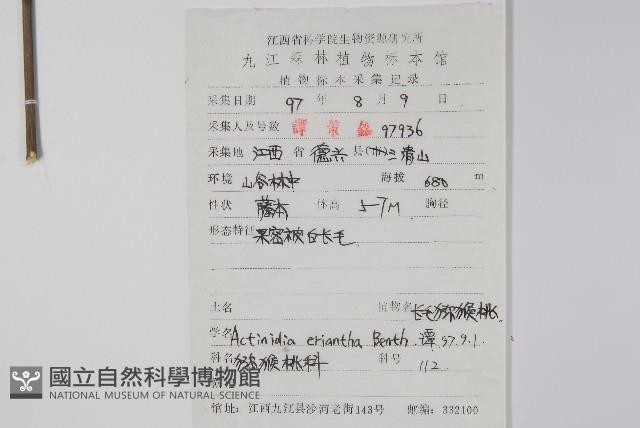 江西省科学院生物资源研究所
九江森林植物标本馆
植物标本采集记录
采集日期 97 年 8 月 9 日
采集人及号数 譚 97936
采集地 江西 省 德兴 县(市)三清山
环境 山谷林中 海拔 680 m
性状 藤本 体高 5-7M 胸径
形态特征 果密被白长毛
土名 植物名 长毛猕猴桃
学名 Actinidia eriantha Benth. 谭 97.9.1.
科名 猕猴桃科 科号 112
國立自然科學博物館
NATIONAL MUSEUM OF NATURAL SCIENCE
馆址: 江西九江县沙河老街143号 邮编: 332100